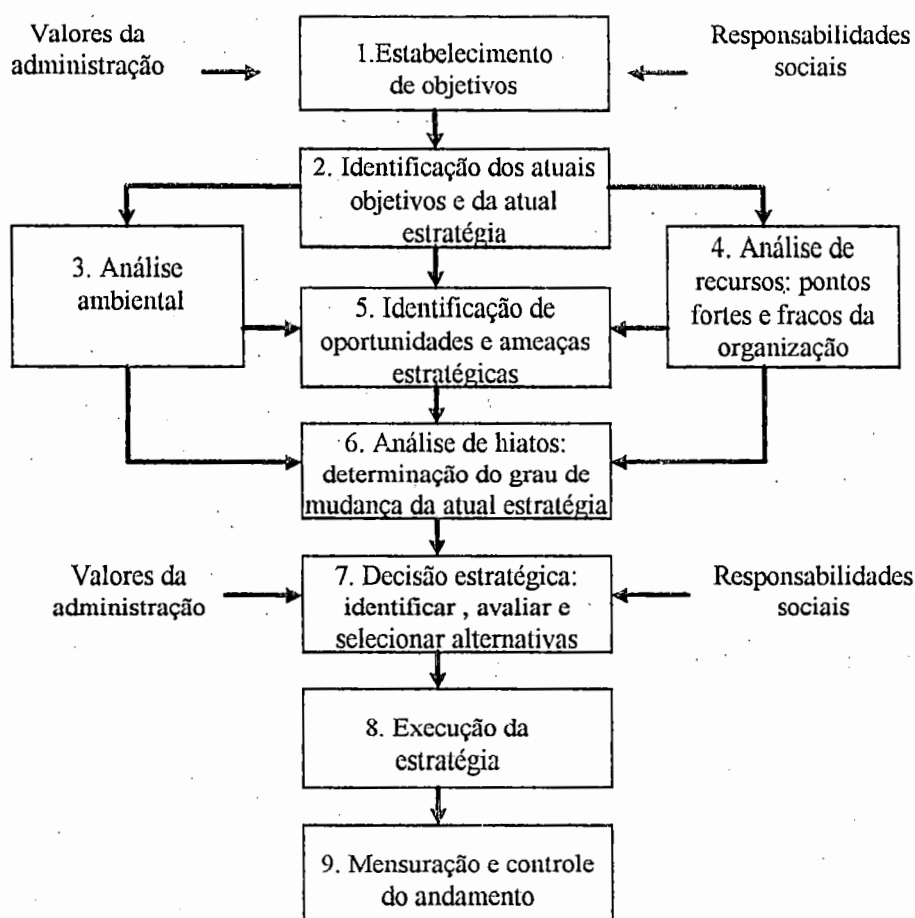 Valores da
administração
1.Estabelecimento
de objetivos
Responsabilidades
sociais
2. Identificação dos atuais
objetivos e da atual
estratégia
3. Análise
ambiental
4. Análise de
recursos: pontos
fortes e fracos da
organização
5. Identificação de
oportunidades e ameaças
estratégicas
6. Análise de hiatos:
determinação do grau de
mudança da atual estratégia
Valores da
administração
7. Decisão estratégica:
identificar , avaliar e
selecionar alternativas
Responsabilidades
sociais
8. Execução da
estratégia
9. Mensuração e controle
do andamento